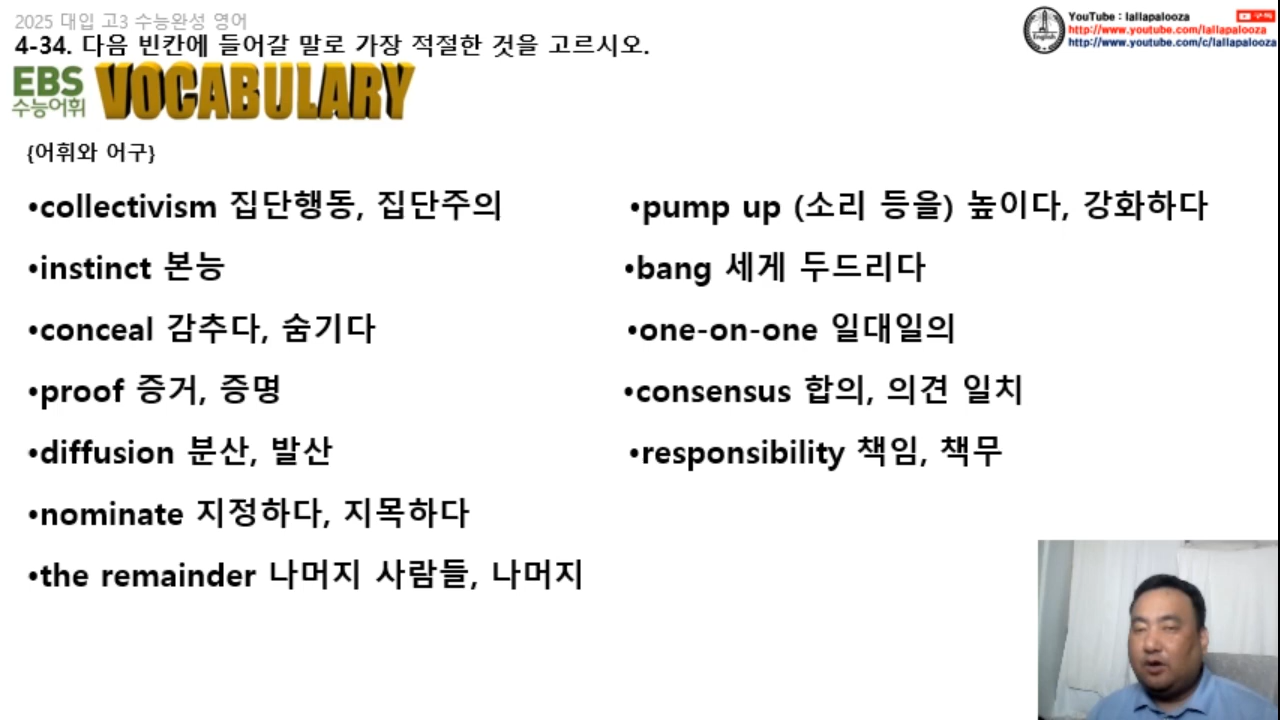 2025 대입 고3 수능완성 영어
4-34. 다음 빈칸에 들어갈 말로 가장 적절한 것을 고르시오.
YouTube : lallapalooza
구독
http://www.youtube.com/lallapalooza
http://www.youtube.com/c/lallapalooza
English
EBS
수능어휘
VOCABULARY
{어휘와 어구}
•collectivism 집단행동, 집단주의
•instinct 본능
•conceal 감추다, 숨기다
•proof 증거, 증명
•diffusion 분산, 발산
•nominate 지정하다, 지목하다
•the remainder 나머지 사람들, 나머지
•pump up (소리 등을) 높이다, 강화하다
•bang 세게 두드리다
•one-on-one 일대일의
•consensus 합의, 의견 일치
•responsibility 책임, 책무